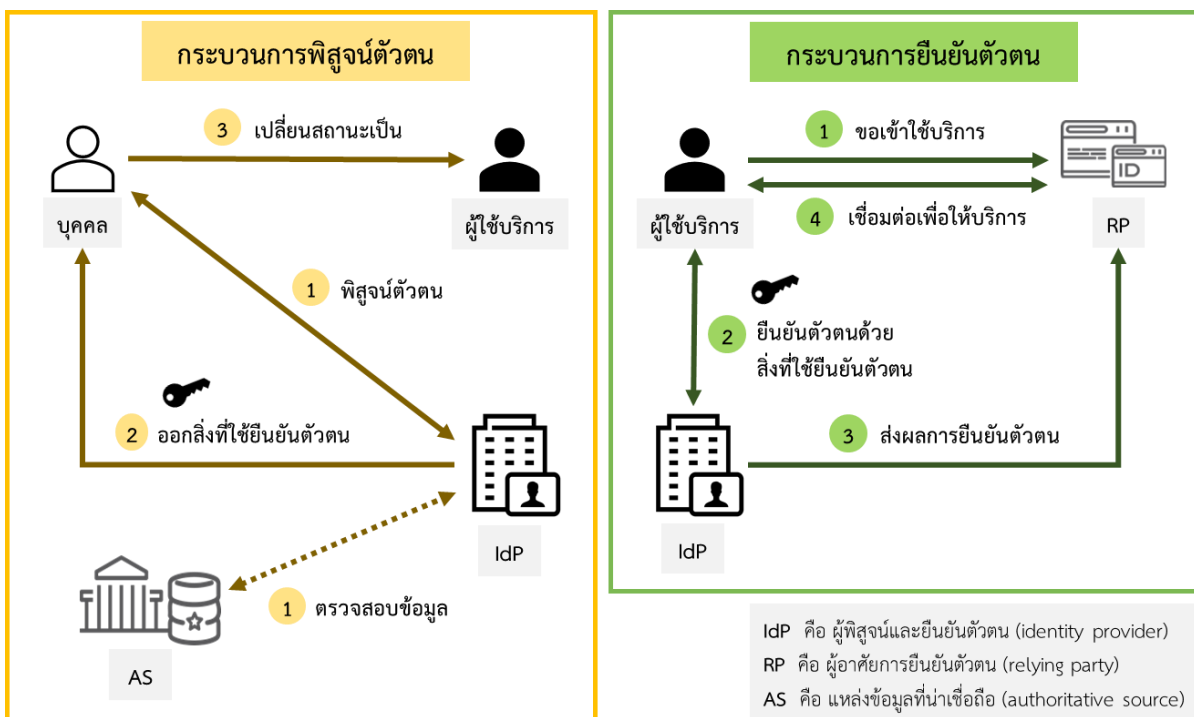 กระบวนการพิสูจน์ตัวตน
3 เปลี่ยนสถานะเป็น
บุคคล
ผู้ใช้บริการ
1 พิสูจน์ตัวตน
2 ออกสิ่งที่ใช้ยืนยันตัวตน
IdP
1 ตรวจสอบข้อมูล
AS
กระบวนการยืนยันตัวตน
1 ขอเข้าใช้บริการ
ID
ผู้ใช้บริการ
4 เชื่อมต่อเพื่อให้บริการ
RP
2 ยืนยันตัวตนด้วย
สิ่งที่ใช้ยืนยันตัวตน
3 ส่งผลการยืนยันตัวตน
IdP
IdP คือ ผู้พิสูจน์และยืนยันตัวตน (identity provider)
RP คือ ผู้อาศัยการยืนยันตัวตน (relying party)
AS คือ แหล่งข้อมูลที่น่าเชื่อถือ (authoritative source)